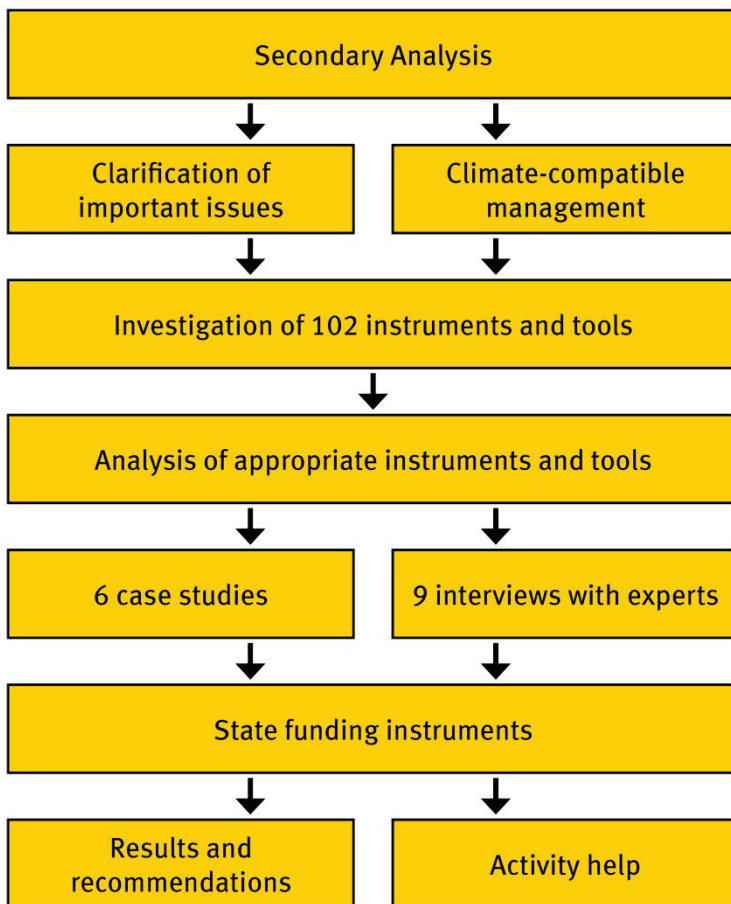 Secondary Analysis
Clarification of
important issues
Climate-compatible
management
Investigation of 102 instruments and tools
Analysis of appropriate instruments and tools
6 case studies
9 interviews with experts
State funding instruments
Results and
recommendations
Activity help